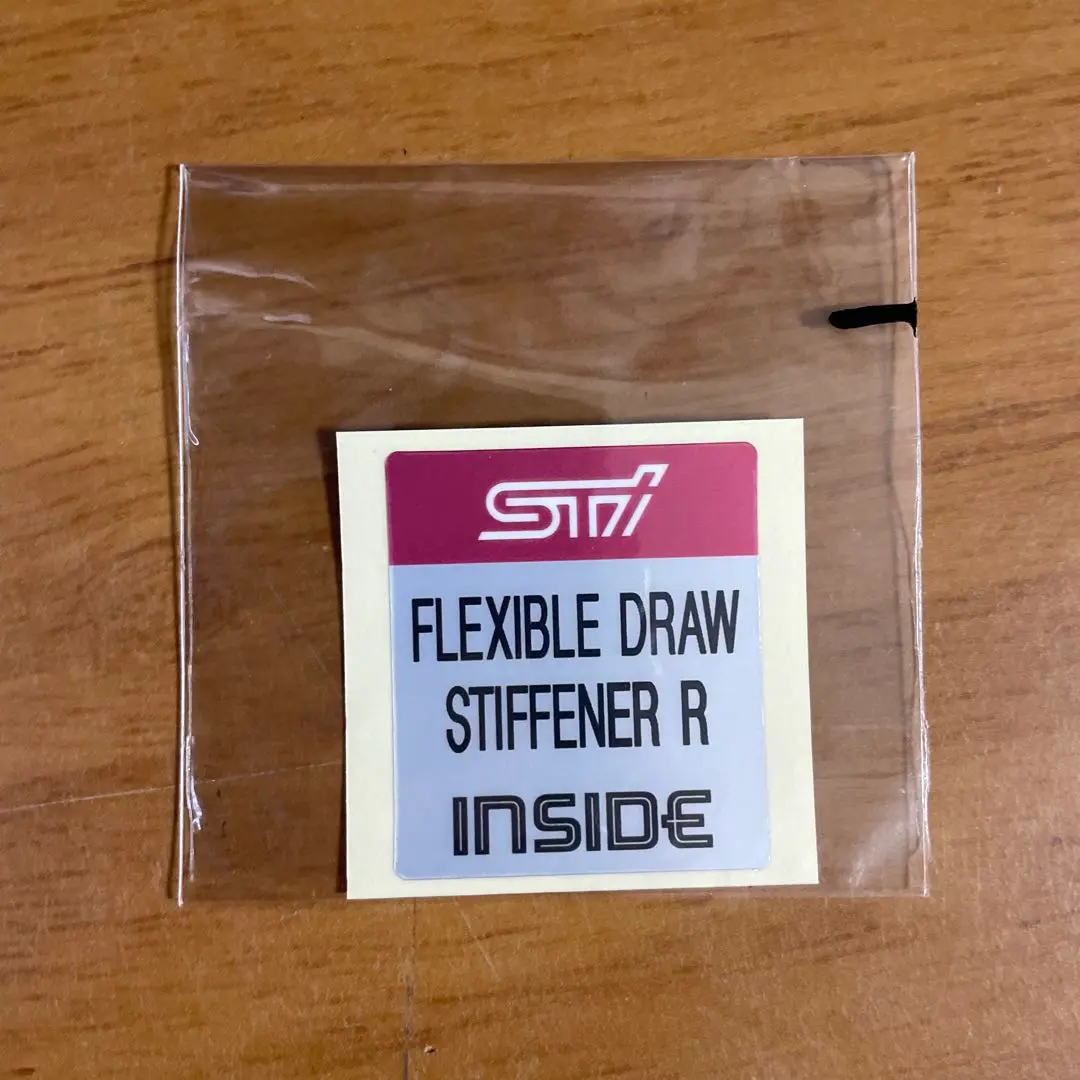 STI
FLEXIBLE DRAW
STIFFENER R
INSIDE